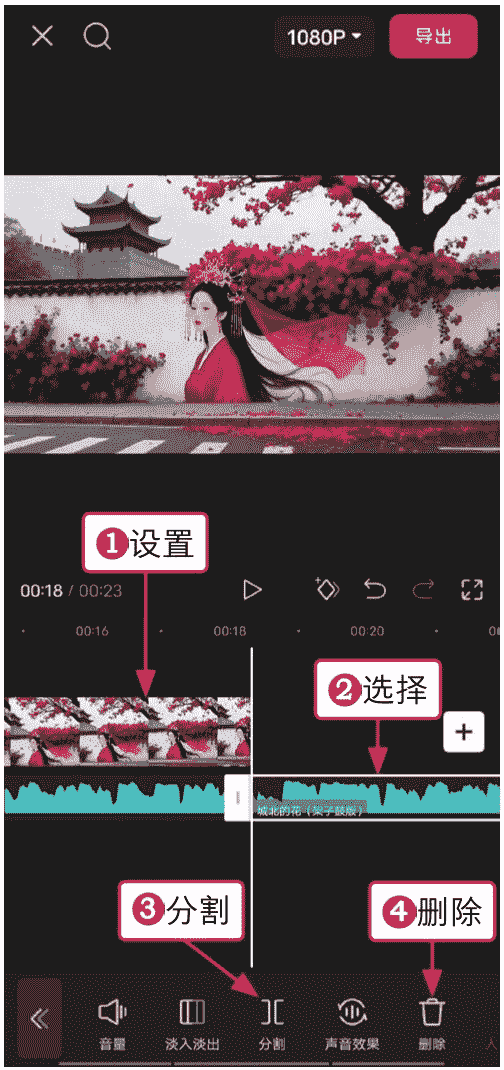 1080P
导出
❶设置
00:18 / 00:23
00:16
00:18
00:20
❷选择
城北的花（架子鼓版）
❸分割
❹删除
音量
淡入淡出
分割
声音效果
删除